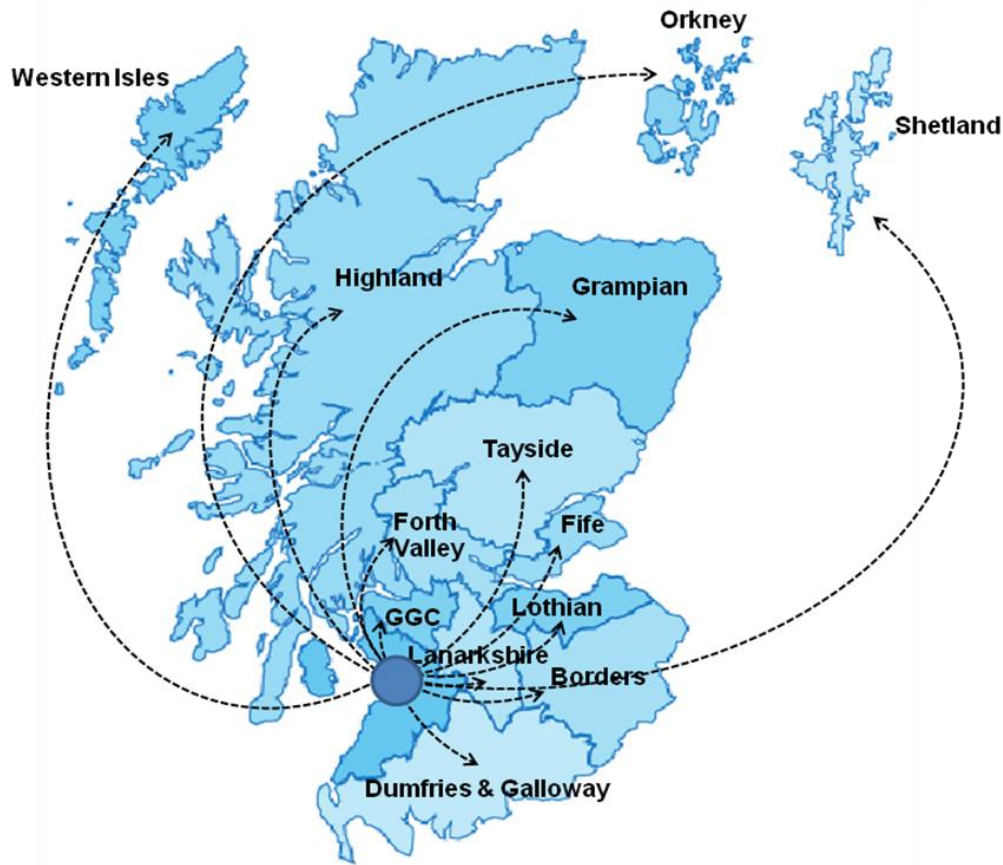 Orkney
Western Isles
Shetland
Highland
Grampian
Tayside
Forth
Valley
Fife
GGC
Lothian
Lanarkshire
Borders
Dumfries & Galloway